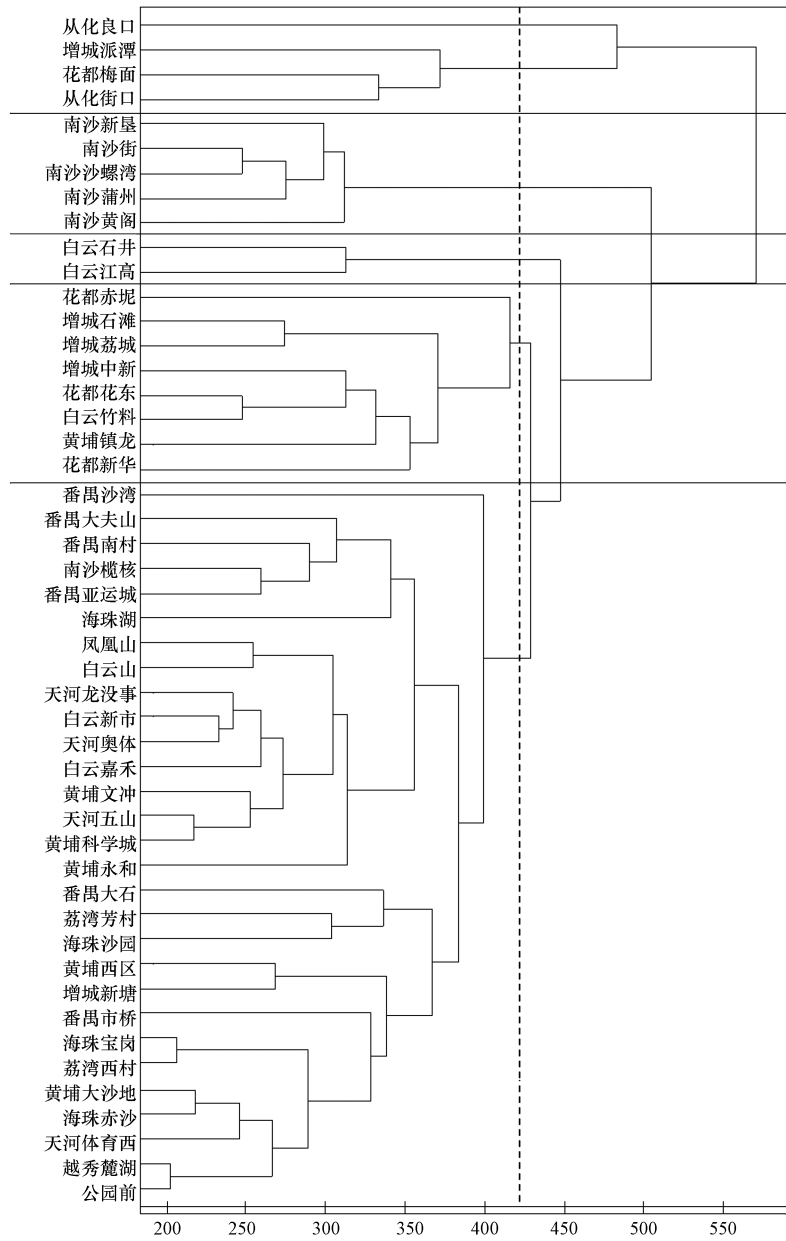 从化良口
增城派潭
花都梅面
从化街口
南沙新垦
南沙街
南沙沙螺湾
南沙蒲州
南沙黄阁
白云石井
白云江高
花都赤坭
增城石滩
增城荔城
增城中新
花都花东
白云竹料
黄埔镇龙
花都新华
番禺沙湾
番禺大夫山
番禺南村
南沙榄核
番禺亚运城
海珠湖
凤凰山
白云山
天河龙没事
白云新市
天河奥体
白云嘉禾
黄埔文冲
天河五山
黄埔科学城
黄埔永和
番禺大石
荔湾芳村
海珠沙园
黄埔西区
增城新塘
番禺市桥
海珠宝岗
荔湾西村
黄埔大沙地
海珠赤沙
天河体育西
越秀麓湖
公园前
200 250 300 350 400 450 500 550